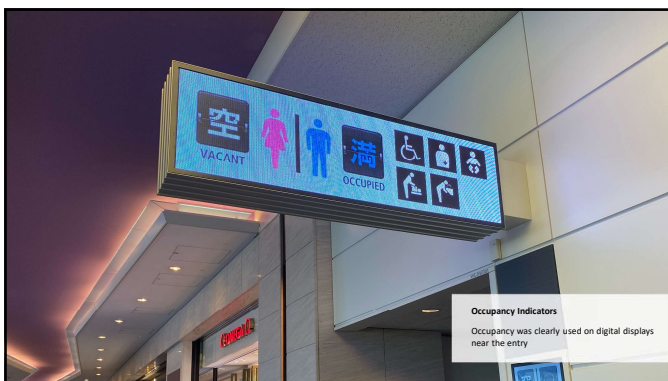 空
VACANT
満
OCCUPIED
Occupancy Indicators
Occupancy was clearly used on digital displays
near the entry